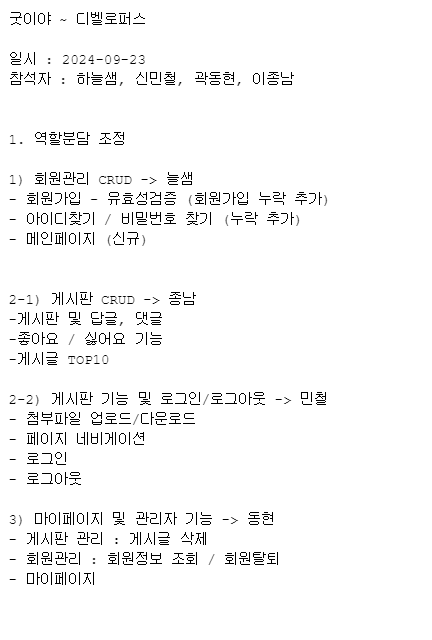 굿이야 ~ 디벨로퍼스
일시 : 2024-09-23
참석자 : 하늘샘, 신민철, 곽동현, 이종남
1. 역할분담 조정
1) 회원관리 CRUD -> 늘샘
- 회원가입 - 유효성검증 (회원가입 누락 추가)
- 아이디찾기 / 비밀번호 찾기 (누락 추가)
- 메인페이지 (신규)
2-1) 게시판 CRUD -> 종남
-게시판 및 답글, 댓글
-좋아요 / 싫어요 기능
-게시글 TOP10
2-2) 게시판 기능 및 로그인/로그아웃 -> 민철
- 첨부파일 업로드/다운로드
- 페이지 네비게이션
- 로그인
- 로그아웃
3) 마이페이지 및 관리자 기능 -> 동현
- 게시판 관리 : 게시글 삭제
- 회원관리 : 회원정보 조회 / 회원탈퇴
- 마이페이지